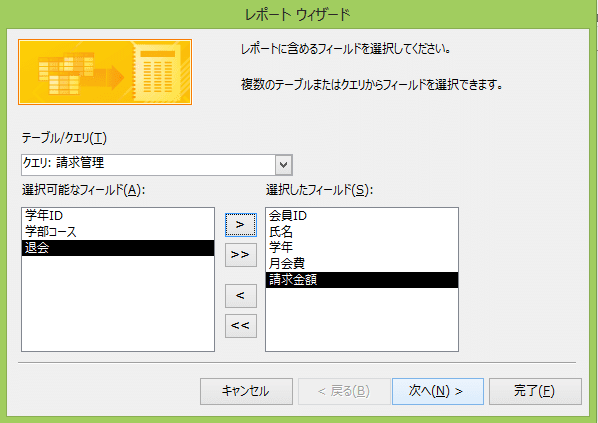 レポート ウィザード
レポートに含めるフィールドを選択してください。
複数のテーブルまたはクエリからフィールドを選択できます。
テーブル/クエリ(T)
クエリ: 請求管理
選択可能なフィールド(A):
選択したフィールド(S):
学年ID
学部コース
退会
>
>>
<
<<
会員ID
氏名
学年
月会費
請求金額
キャンセル
< 戻る(B)
次へ(N) >
完了(F)